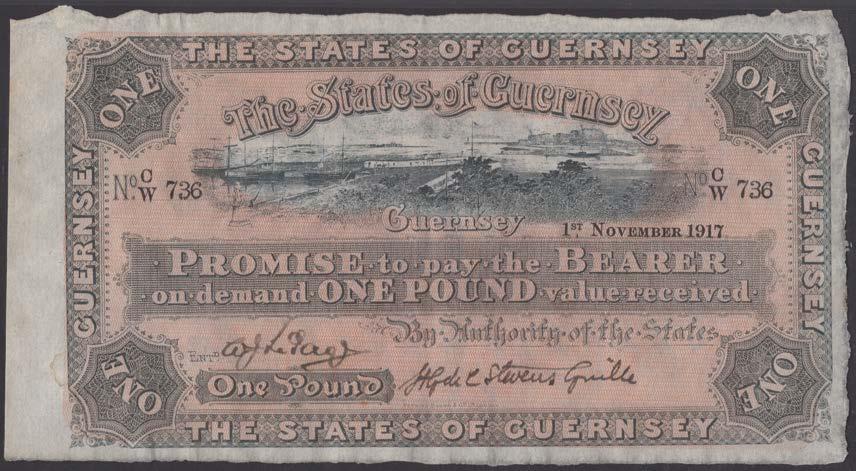 THE STATES OF GUERNSEY
ONE
ONE
The States of Guernsey
No. C/W 736
No. C/W 736
Guernsey
1ST NOVEMBER 1917
PROMISE to pay the BEARER
on demand ONE POUND value received
By Authority of the States
ENTD
One Pound
GUERNSEY
GUERNSEY
ONE
ONE
THE STATES OF GUERNSEY